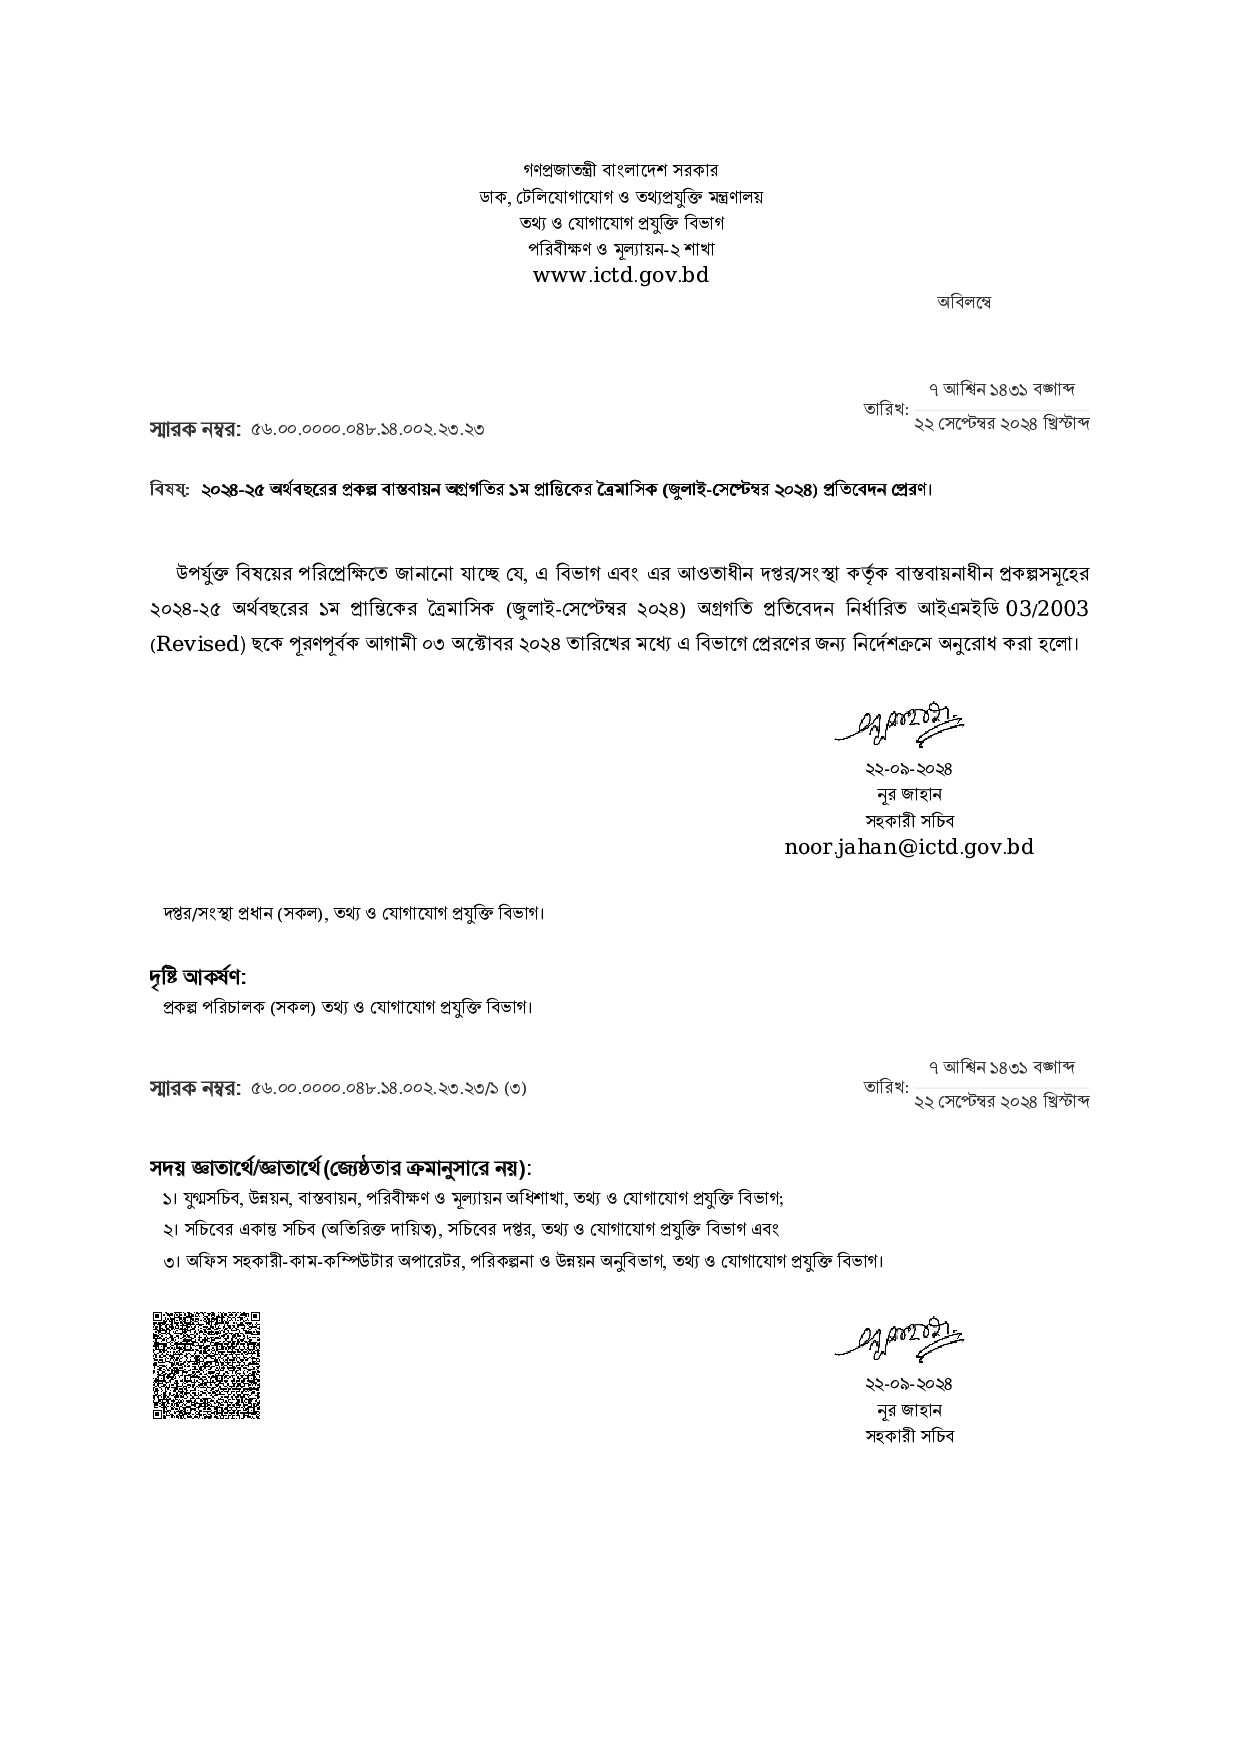 গণপ্রজাতন্ত্রী বাংলাদেশ সরকার
ডাক, টেলিযোগাযোগ ও তথ্যপ্রযুক্তি মন্ত্রণালয়
তথ্য ও যোগাযোগ প্রযুক্তি বিভাগ
পরিবীক্ষণ ও মূল্যায়ন-২ শাখা
www.ictd.gov.bd
অবিলম্বে
৭ আশ্বিন ১৪৩১ বঙ্গাব্দ
তারিখ:
২২ সেপ্টেম্বর ২০২৪ খ্রিস্টাব্দ
স্মারক নম্বর: ৫৬.০০.০০০০.০৪৮.১৪.০০২.২৩.২৩
বিষয়: ২০২৪-২৫ অর্থবছরের প্রকল্প বাস্তবায়ন অগ্রগতির ১ম প্রান্তিকের ত্রৈমাসিক (জুলাই-সেপ্টেম্বর ২০২৪) প্রতিবেদন প্রেরণ।
উপর্যুক্ত বিষয়ের পরিপ্রেক্ষিতে জানানো যাচ্ছে যে, এ বিভাগ এবং এর আওতাধীন দপ্তর/সংস্থা কর্তৃক বাস্তবায়নাধীন প্রকল্পসমূহের
২০২৪-২৫ অর্থবছরের ১ম প্রান্তিকের ত্রৈমাসিক (জুলাই-সেপ্টেম্বর ২০২৪) অগ্রগতি প্রতিবেদন নির্ধারিত আইএমইডি 03/2003
(Revised) ছকে পূরণপূর্বক আগামী ০৩ অক্টোবর ২০২৪ তারিখের মধ্যে এ বিভাগে প্রেরণের জন্য নির্দেশক্রমে অনুরোধ করা হলো।
নূরজাহান
২২-০৯-২০২৪
নূর জাহান
সহকারী সচিব
noor.jahan@ictd.gov.bd
দপ্তর/সংস্থা প্রধান (সকল), তথ্য ও যোগাযোগ প্রযুক্তি বিভাগ।
দৃষ্টি আকর্ষণ:
প্রকল্প পরিচালক (সকল) তথ্য ও যোগাযোগ প্রযুক্তি বিভাগ।
৭ আশ্বিন ১৪৩১ বঙ্গাব্দ
স্মারক নম্বর: ৫৬.০০.০০০০.০৪৮.১৪.০০২.২৩.২৩/১ (৩)
তারিখ:
২২ সেপ্টেম্বর ২০২৪ খ্রিস্টাব্দ
সদয় জ্ঞাতার্থে/জ্ঞাতার্থে (জ্যেষ্ঠতার ক্রমানুসারে নয়):
১। যুগ্মসচিব, উন্নয়ন, বাস্তবায়ন, পরিবীক্ষণ ও মূল্যায়ন অধিশাখা, তথ্য ও যোগাযোগ প্রযুক্তি বিভাগ;
২। সচিবের একান্ত সচিব (অতিরিক্ত দায়িত্ব), সচিবের দপ্তর, তথ্য ও যোগাযোগ প্রযুক্তি বিভাগ এবং
৩। অফিস সহকারী-কাম-কম্পিউটার অপারেটর, পরিকল্পনা ও উন্নয়ন অনুবিভাগ, তথ্য ও যোগাযোগ প্রযুক্তি বিভাগ।
নূরজাহান
২২-০৯-২০২৪
নূর জাহান
সহকারী সচিব